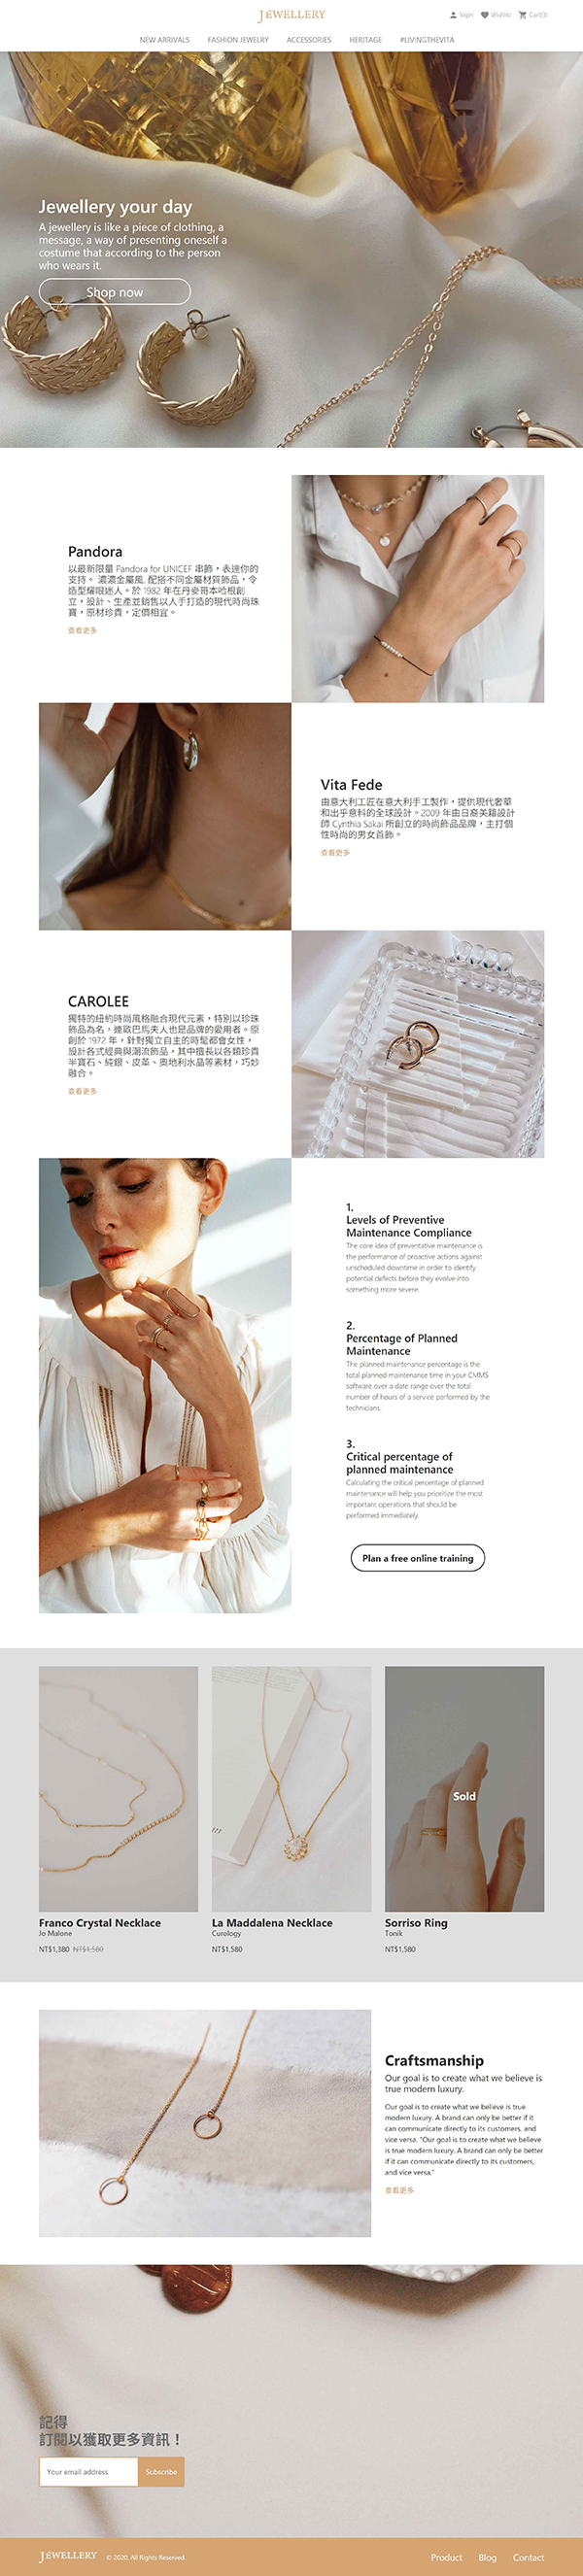 JEWELLERY
login
Wishlist
Cart(3)
NEW ARRIVALS
FASHION JEWELRY
ACCESSORIES
HERITAGE
#LIVINGTHEVITA
Jewellery your day
A jewellery is like a piece of clothing, a
message, a way of presenting oneself a
costume that according to the person
who wears it.
Shop now
Pandora
以最新限量 Pandora for UNICEF 串飾，表達你的
支持。 濃濃金屬風, 配搭不同金屬材質飾品，令
造型耀眼迷人。於 1982 年在丹麥哥本哈根創
立，設計、生產並銷售以人手打造的現代時尚珠
寶，原材珍貴，定價相宜。
查看更多
Vita Fede
由意大利工匠在意大利手工製作，提供現代奢華
和出乎意料的全球設計。2009 年由日裔美籍設計
師 Cynthia Sakai 所創立的時尚飾品品牌，主打個
性時尚的男女首飾。
查看更多
CAROLEE
獨特的紐約時尚風格融合現代元素，特別以珍珠
飾品為名，連歐巴馬夫人也是品牌的愛用者。原
創於 1972 年，針對獨立自主的時髦都會女性，
設計各式經典與潮流飾品，其中擅長以各類珍貴
半寶石、純銀、皮革、奧地利水晶等素材，巧妙
融合。
查看更多
1.
Levels of Preventive
Maintenance Compliance
The core idea of preventative maintenance is
the performance of proactive actions against
unscheduled downtime in order to identify
potential defects before they evolve into
something more severe.
2.
Percentage of Planned
Maintenance
The planned maintenance percentage is the
total planned maintenance time in your CMMS
software over a date range over the total
number of hours of a service performed by the
technicians.
3.
Critical percentage of
planned maintenance
Calculating the critical percentage of planned
maintenance will help you prioritize the most
important operations that should be
performed immediately.
Plan a free online training
Sold
Franco Crystal Necklace
Jo Malone
NT$1,380 NT$1,580
La Maddalena Necklace
Curology
NT$1,580
Sorriso Ring
Tonik
NT$1,580
Craftsmanship
Our goal is to create what we believe is
true modern luxury.
Our goal is to create what we believe is true
modern luxury. A brand can only be better if it
can communicate directly to its customers, and
vice versa. "Our goal is to create what we believe
is true modern luxury. A brand can only be better
if it can communicate directly to its customers,
and vice versa."
查看更多
記得
訂閱以獲取更多資訊！
Your email address
Subscribe
JEWELLERY
© 2020. All Rights Reserved.
Product
Blog
Contact